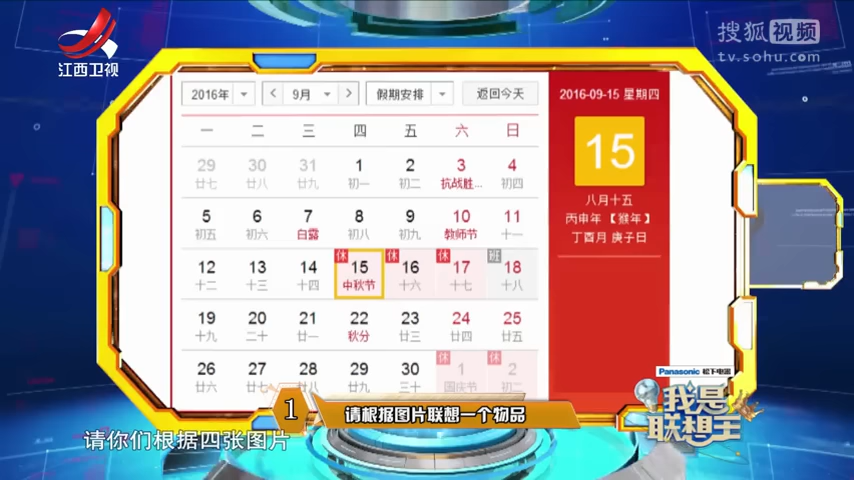 江西卫视
搜狐视频
tv.sohu.com
2016年 9月 假期安排 返回今天
一 二 三 四 五 六 日
29 30 31 1 2 3 4
廿七 廿八 廿九 初一 初二 抗战胜... 初四
5 6 7 8 9 10 11
初五 初六 白露 初八 初九 教师节 十一
休 休 休 班
12 13 14 15 16 17 18
十二 十三 十四 中秋节 十六 十七 十八
19 20 21 22 23 24 25
十九 二十 廿一 秋分 廿三 廿四 廿五
休 休
26 27 28 29 30 1 2
廿六 廿七 廿八 廿九 三十 国庆节 初二
2016-09-15 星期四
15
八月十五
丙申年【猴年】
丁酉月 庚子日
Panasonic 松下电器
我是
联想王
1 请根据图片联想一个物品
请你们根据四张图片